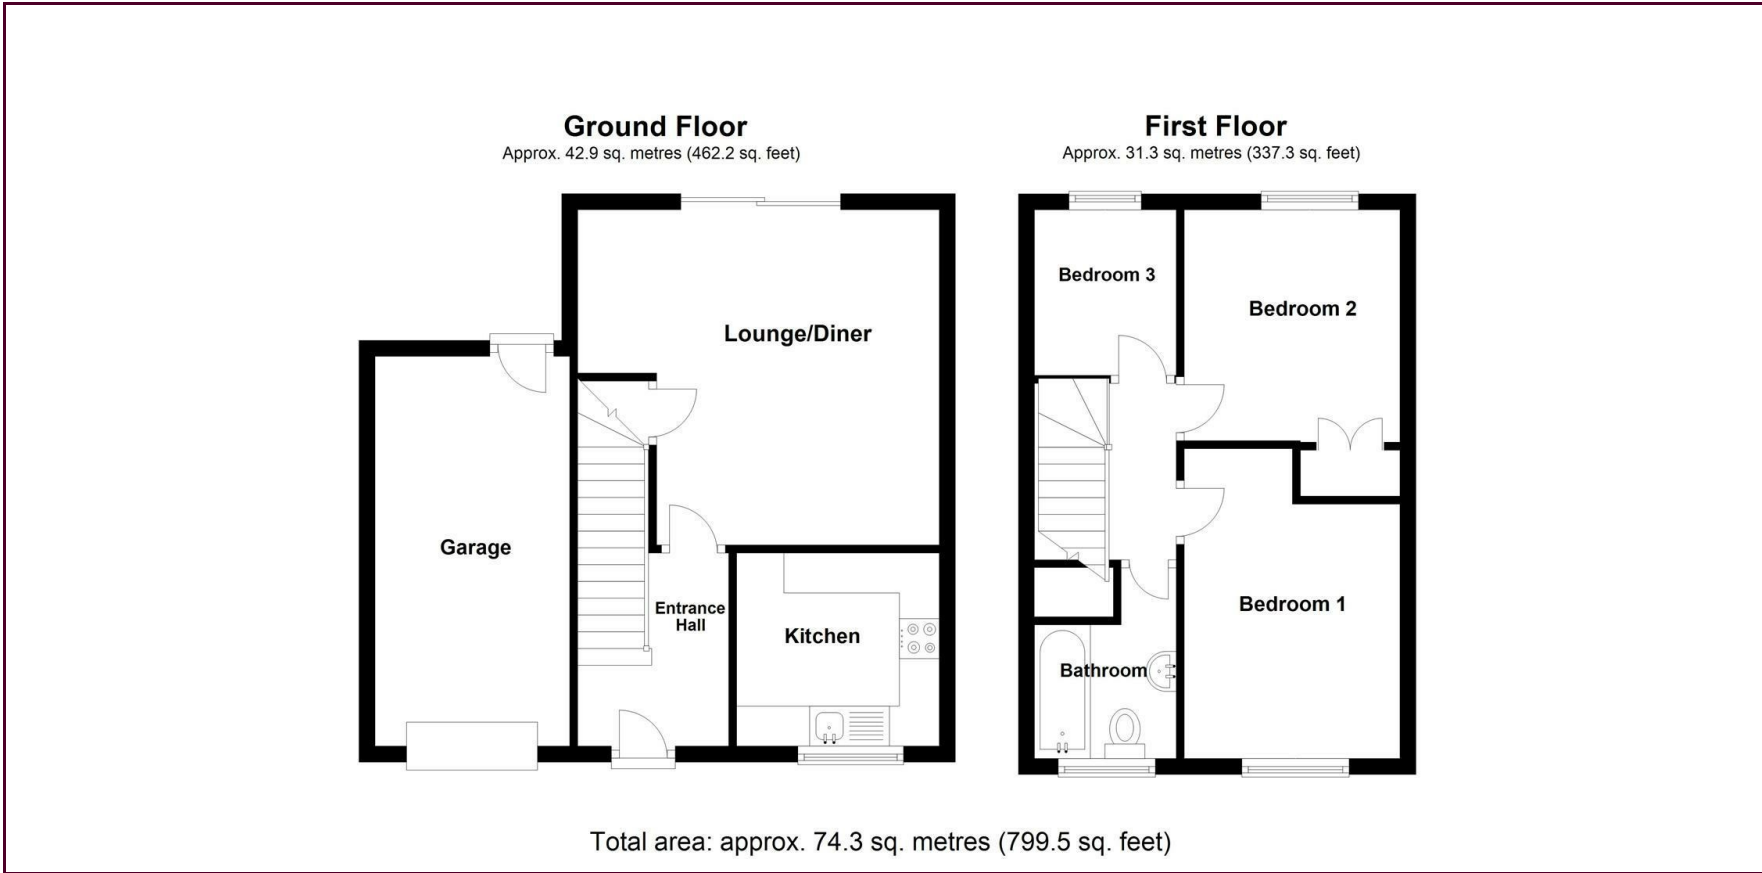 Ground Floor
Approx. 42.9 sq. metres (462.2 sq. feet)
Lounge/Diner
Garage
Entrance
Hall
Kitchen
First Floor
Approx. 31.3 sq. metres (337.3 sq. feet)
Bedroom 3
Bedroom 2
Bedroom 1
Bathroom
Total area: approx. 74.3 sq. metres (799.5 sq. feet)